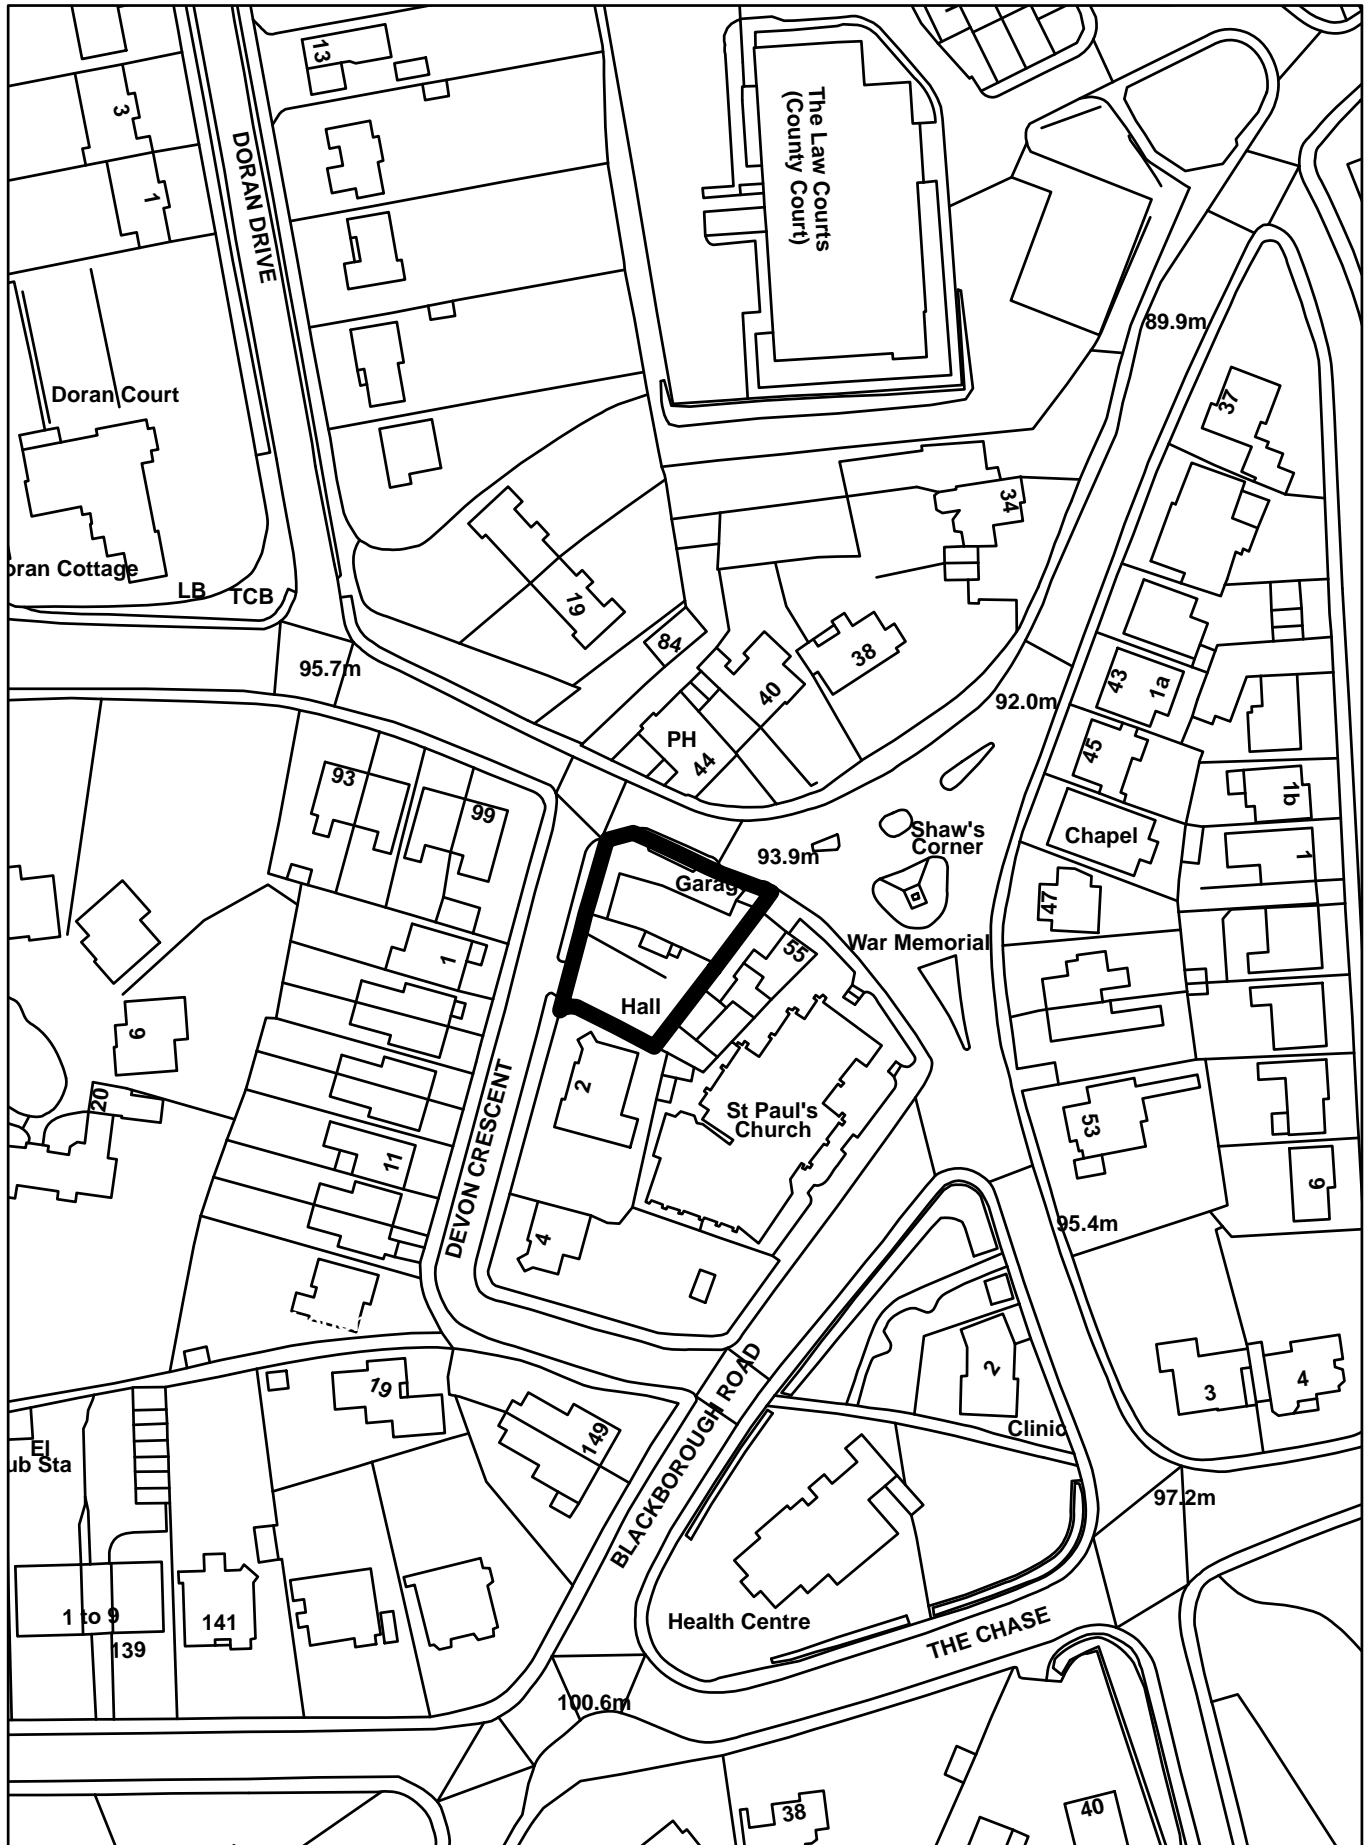 13
3
1
DORAN DRIVE
The Law Courts
(County Court)
89.9m
Doran Court
37
34
oran Cottage
LB
TCB
19
84
38
95.7m
40
43
1a
92.0m
PH
44
45
93
99
1b
Shaw's
Corner
Chapel
93.9m
1
Garag
47
War Memorial
55
1
Hall
9
2
20
St Paul's
Church
53
DEVON CRESCENT
11
9
95.4m
4
BLACKBOROUGH ROAD
2
3
4
19
Clinic
149
El
ub Sta
97.2m
1 to 9
141
139
Health Centre
THE CHASE
100.6m
38
40